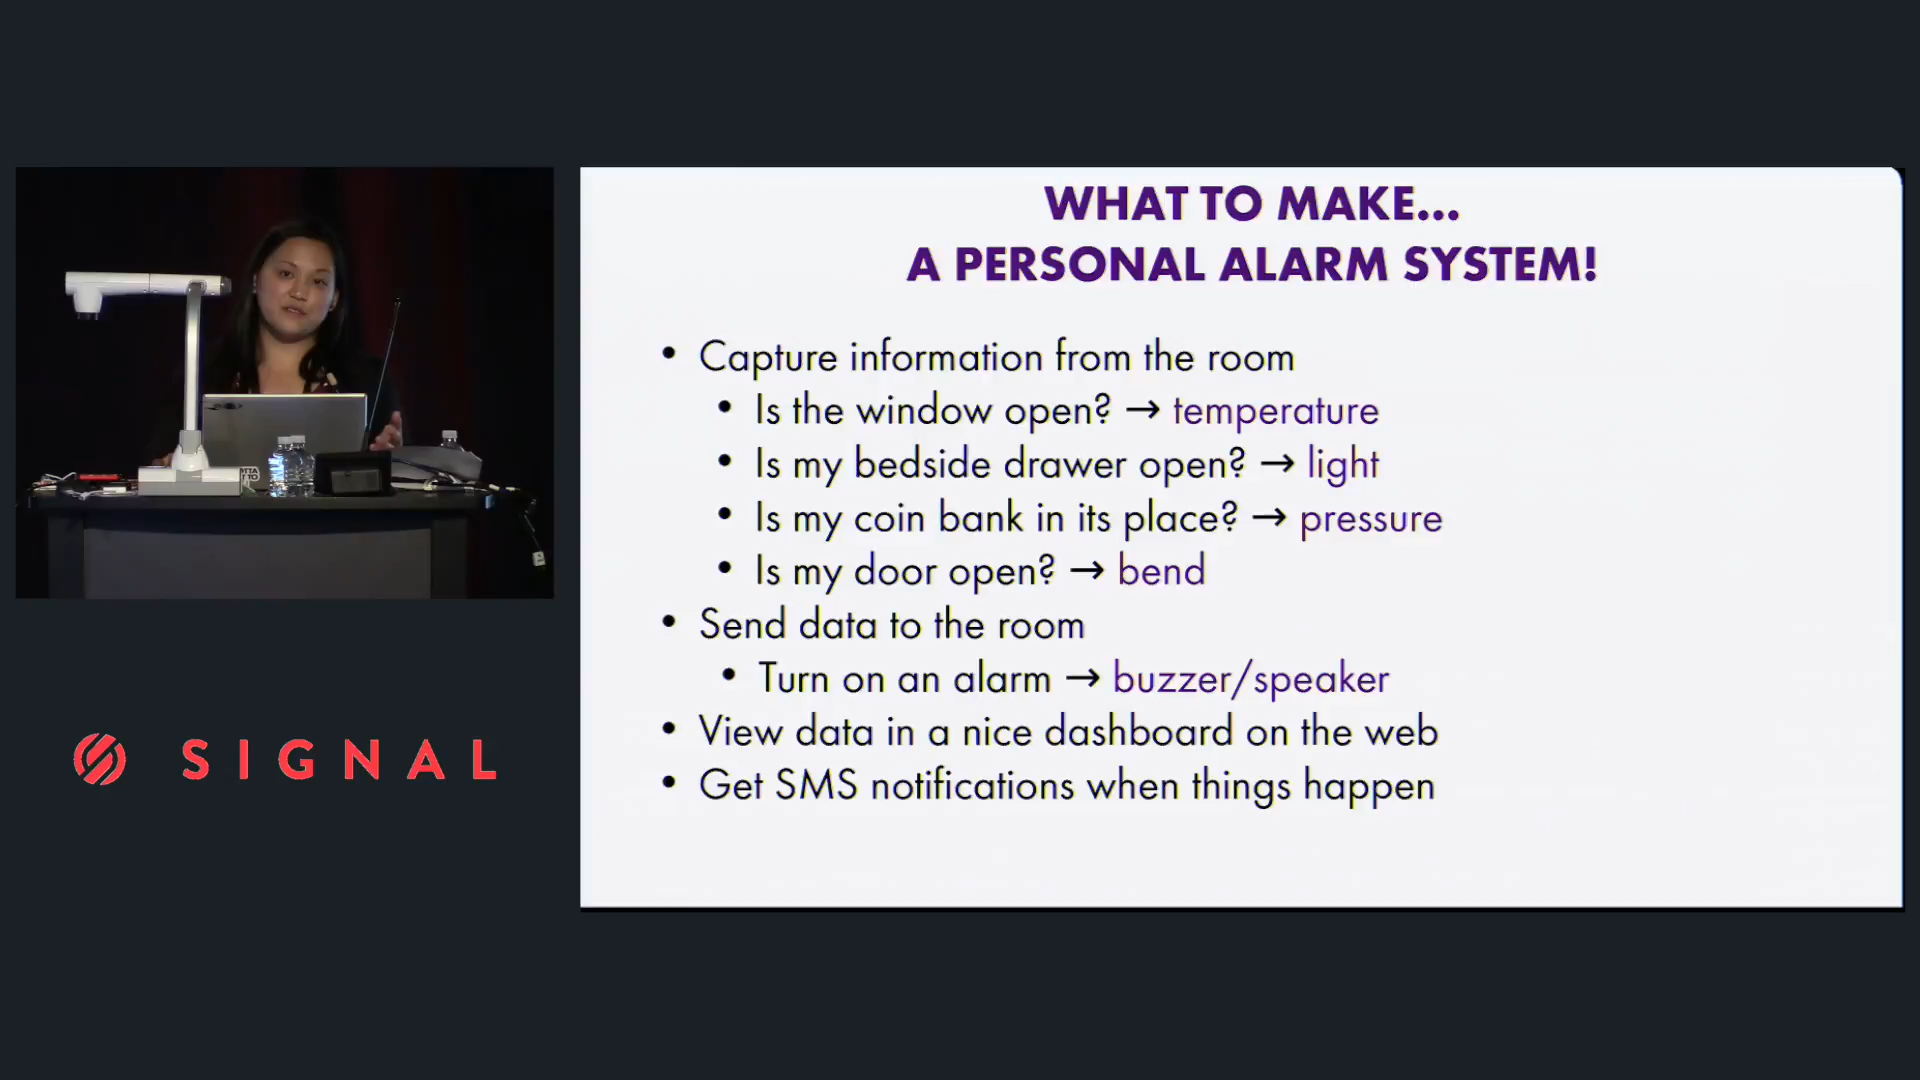 WHAT TO MAKE...
A PERSONAL ALARM SYSTEM!
• Capture information from the room
• Is the window open? → temperature
• Is my bedside drawer open? → light
• Is my coin bank in its place? → pressure
• Is my door open? → bend
• Send data to the room
• Turn on an alarm → buzzer/speaker
• View data in a nice dashboard on the web
• Get SMS notifications when things happen
SIGNAL